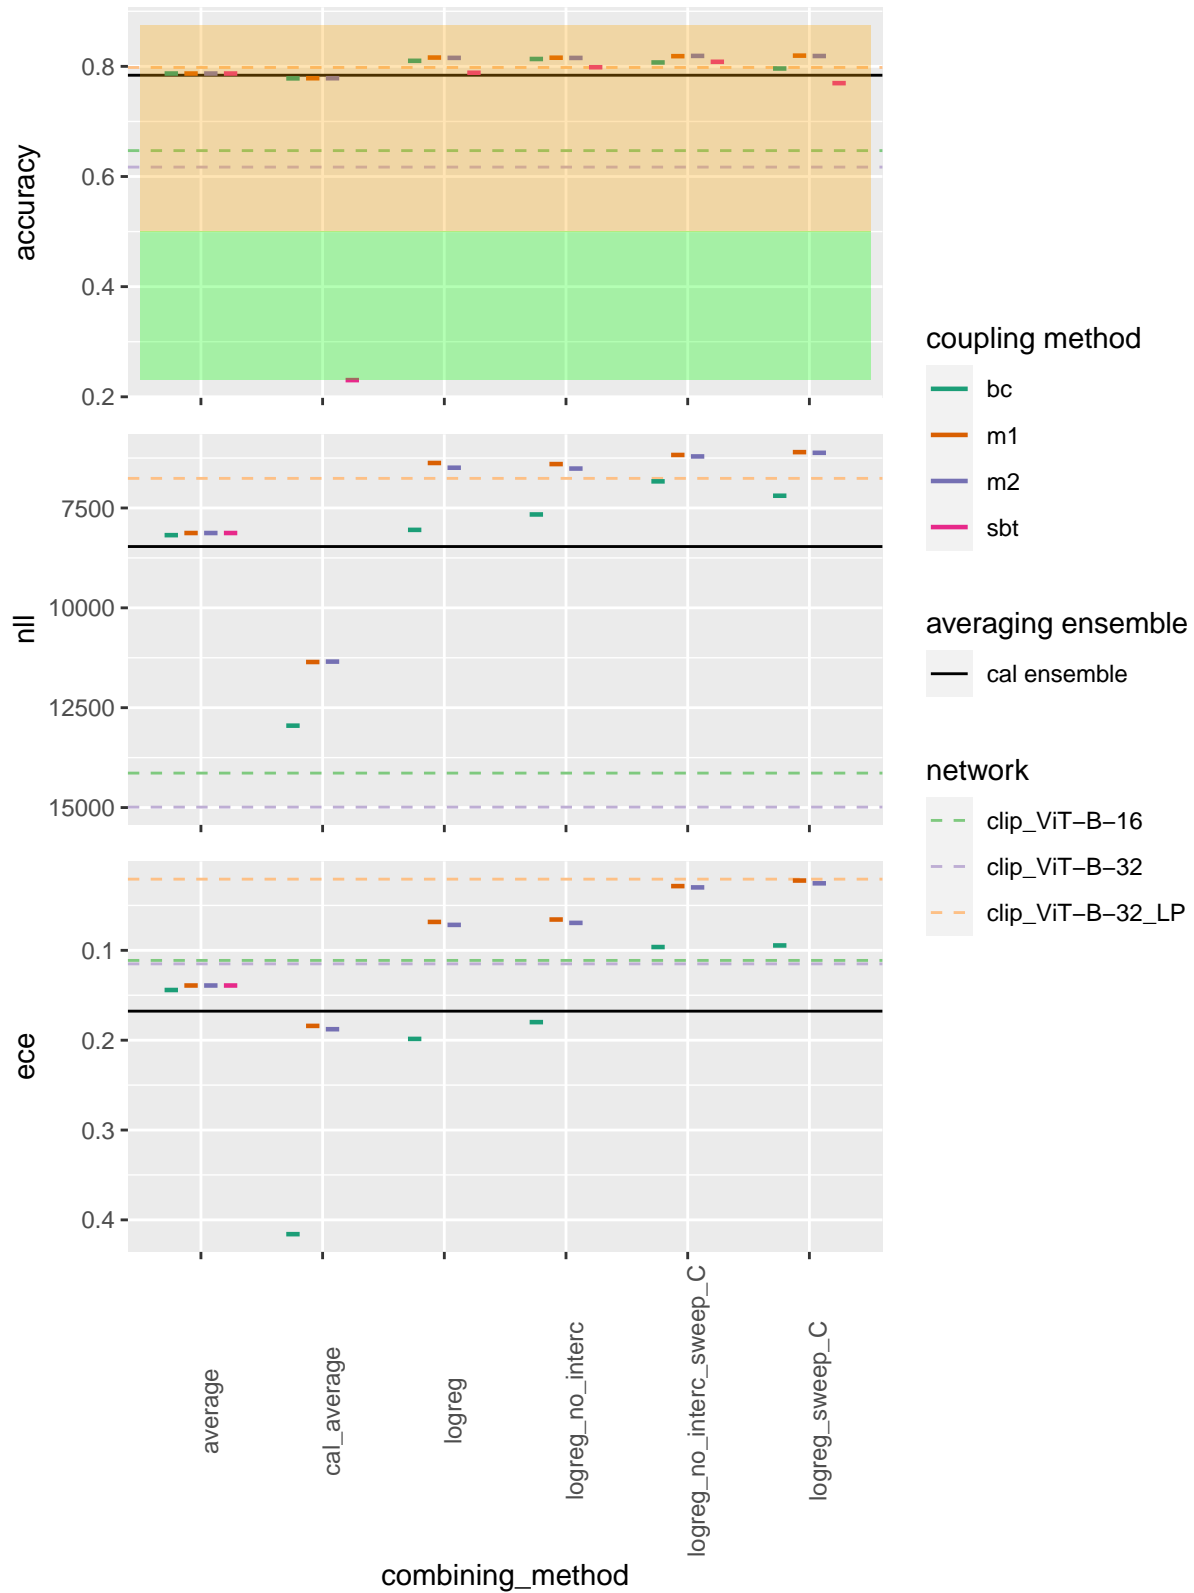 accuracy
0.8
0.6
0.4
0.2
nll
7500
10000
12500
15000
ece
0.1
0.2
0.3
0.4
average
cal_average
logreg
logreg_no_interc
logreg_no_interc_sweep_C
logreg_sweep_C
combining_method
coupling method
bc
m1
m2
sbt
averaging ensemble
cal ensemble
network
clip_ViT−B−16
clip_ViT−B−32
clip_ViT−B−32_LP